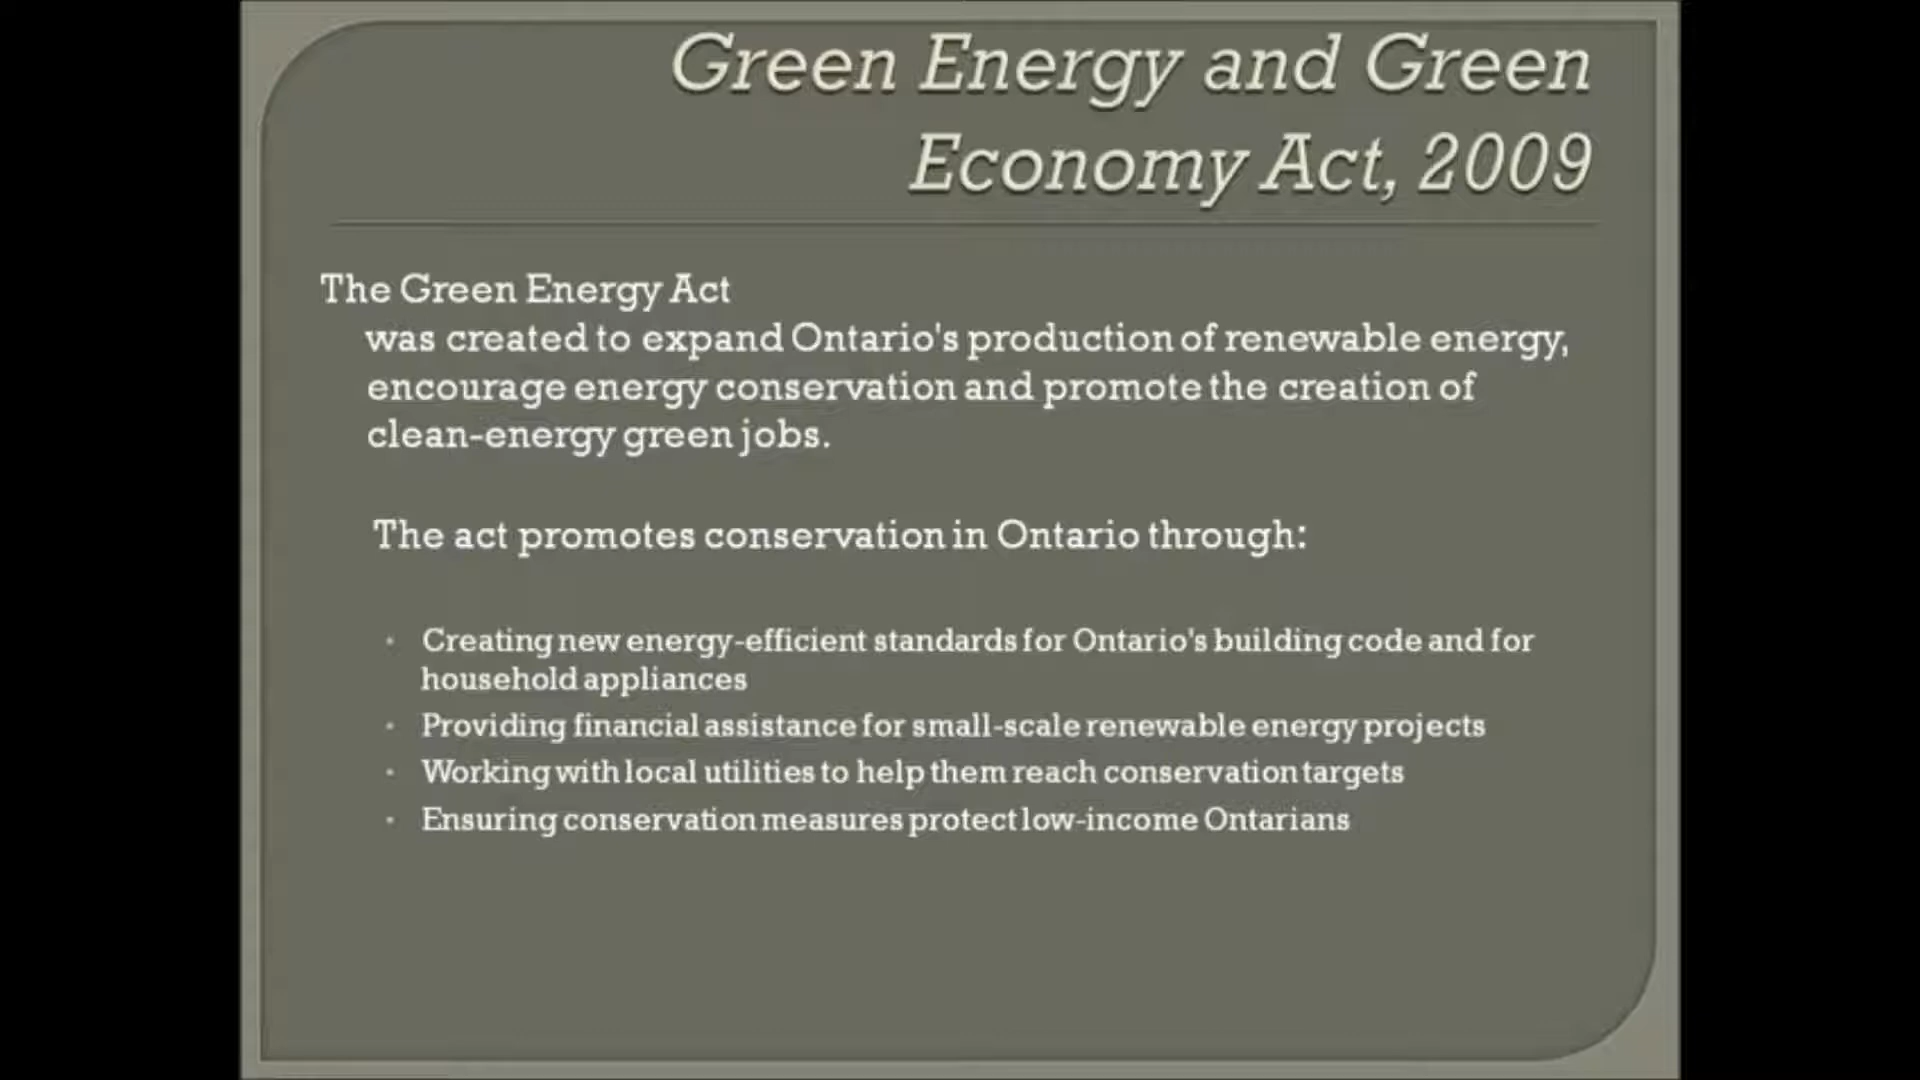 Green Energy and Green
Economy Act, 2009
The Green Energy Act
was created to expand Ontario's production of renewable energy,
encourage energy conservation and promote the creation of
clean-energy green jobs.
The act promotes conservation in Ontario through:
• Creating new energy-efficient standards for Ontario's building code and for
household appliances
• Providing financial assistance for small-scale renewable energy projects
• Working with local utilities to help them reach conservation targets
• Ensuring conservation measures protect low-income Ontarians